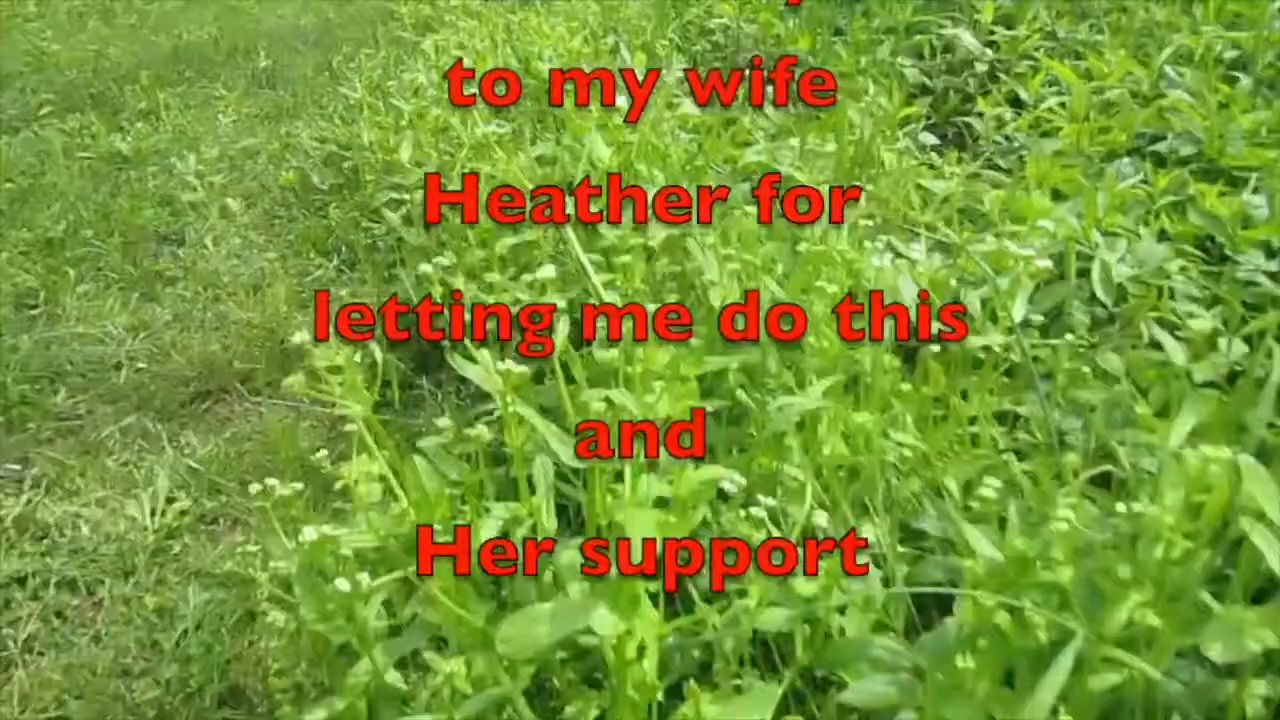 to my wife
Heather for
letting me do this
and
Her support